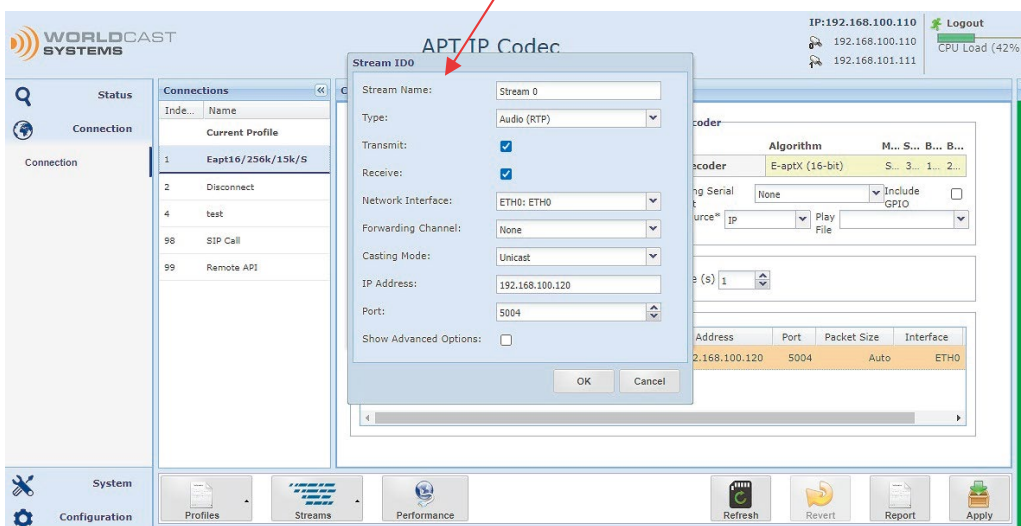 WORLDCAST
SYSTEMS
APT IP Codec
IP:192.168.100.110
192.168.100.110
192.168.101.111
Logout
CPU Load (42%
Status
Connection
Connection
System
Configuration
Connections
Inde... Name
Current Profile
1 Eapt16/256k/15k/S
2 Disconnect
4 test
98 SIP Call
99 Remote API
Stream ID0
Stream Name: Stream 0
Type: Audio (RTP)
Transmit:
Receive:
Network Interface: ETH0: ETH0
Forwarding Channel: None
Casting Mode: Unicast
IP Address: 192.168.100.120
Port: 5004
Show Advanced Options:
OK Cancel
coder
Algorithm M... S... B... B...
ecoder E-aptX (16-bit) S... 3... 1... 2...
ng Serial None Include
t GPIO
urce* IP Play
File
e (s) 1
Address Port Packet Size Interface
2.168.100.120 5004 Auto ETH0
Profiles Streams Performance Refresh Revert Report Apply